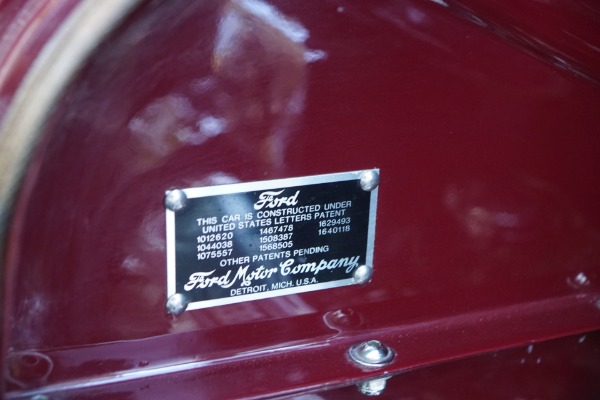 Ford
THIS CAR IS CONSTRUCTED UNDER
UNITED STATES LETTERS PATENT
1012620 1467478 1629493
1044038 1508387 1640118
1075557 1568505
OTHER PATENTS PENDING
Ford Motor Company,
DETROIT, MICH. U.S.A.